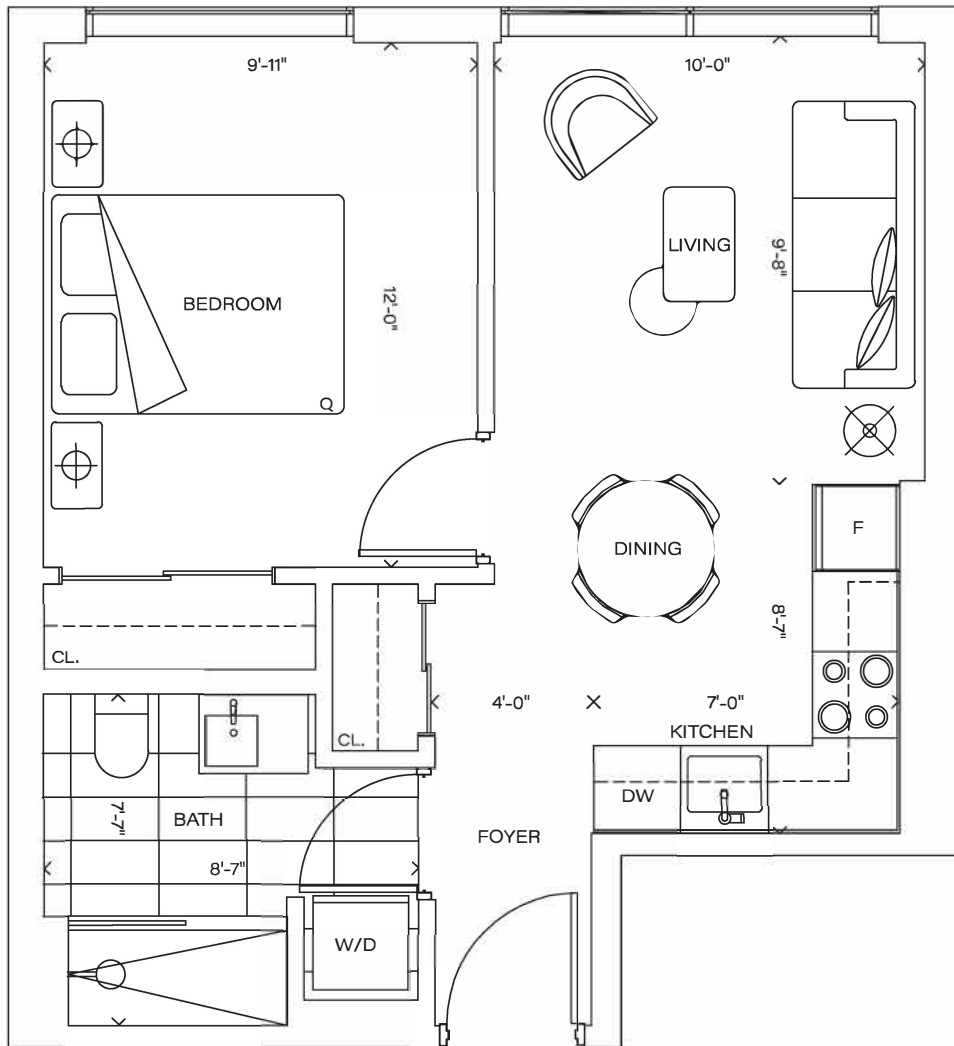 9'-11"
10'-0"
LIVING
9'-8"
BEDROOM
12'-0"
Q
DINING
F
8'-7"
CL.
4'-0"
7'-0"
KITCHEN
CL.
DW
7'-7"
BATH
FOYER
8'-7"
W/D